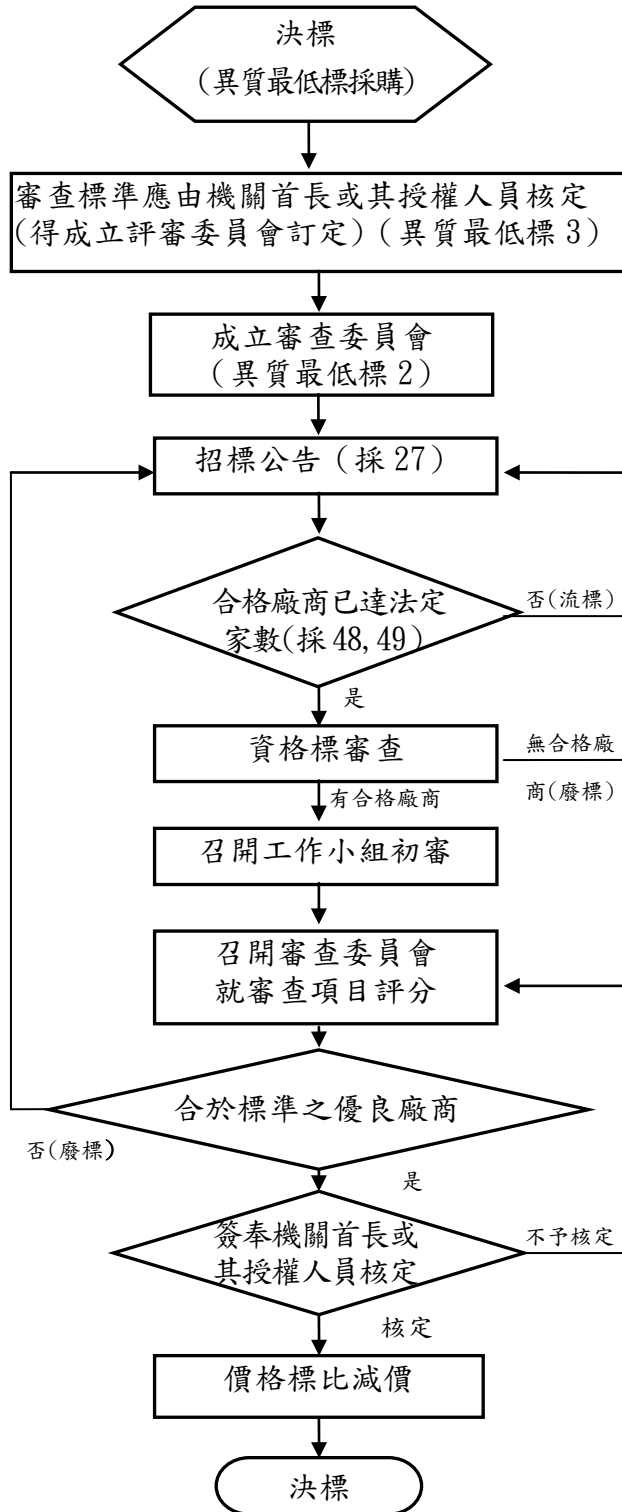 決標
(異質最低標採購)
審查標準應由機關首長或其授權人員核定
(得成立評審委員會訂定)(異質最低標 3)
成立審查委員會
(異質最低標 2)
招標公告(採 27)
合格廠商已達法定
家數(採 48, 49)
否(流標)
是
資格標審查
無合格廠
商(廢標)
有合格廠商
召開工作小組初審
召開審查委員會
就審查項目評分
合於標準之優良廠商
否(廢標)
是
簽奉機關首長或
其授權人員核定
不予核定
核定
價格標比減價
決標